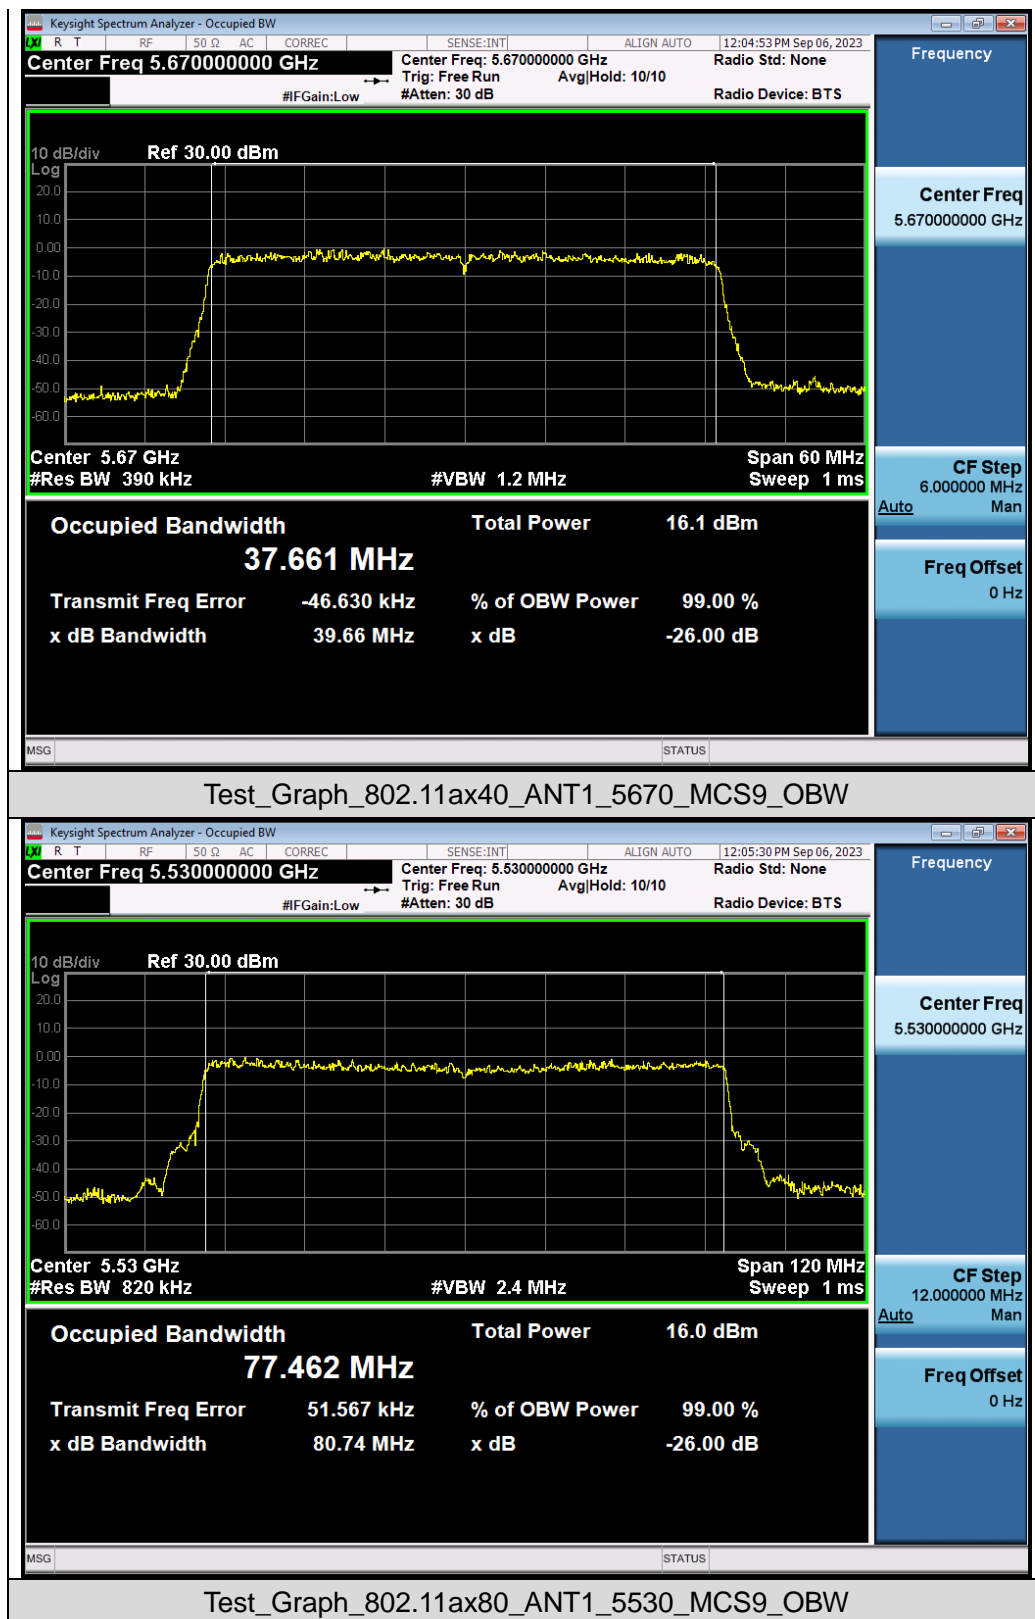 Keysight Spectrum Analyzer - Occupied BW
LXI R T RF 50 Ω AC CORREC SENSE:INT ALIGN AUTO 12:04:53 PM Sep 06, 2023
Center Freq 5.670000000 GHz
Center Freq: 5.670000000 GHz
Radio Std: None
Trig: Free Run Avg|Hold: 10/10
#IFGain:Low
#Atten: 30 dB
Radio Device: BTS
Frequency
10 dB/div Ref 30.00 dBm
Log
20.0
10.0
0.00
-10.0
-20.0
-30.0
-40.0
-50.0
-60.0
Center 5.67 GHz Span 60 MHz
#Res BW 390 kHz #VBW 1.2 MHz Sweep 1 ms
Center Freq
5.670000000 GHz
CF Step
6.000000 MHz
Auto Man
Freq Offset
0 Hz
Occupied Bandwidth Total Power 16.1 dBm
37.661 MHz
Transmit Freq Error -46.630 kHz % of OBW Power 99.00 %
x dB Bandwidth 39.66 MHz x dB -26.00 dB
MSG STATUS
Test_Graph_802.11ax40_ANT1_5670_MCS9_OBW
Keysight Spectrum Analyzer - Occupied BW
LXI R T RF 50 Ω AC CORREC SENSE:INT ALIGN AUTO 12:05:30 PM Sep 06, 2023
Center Freq 5.530000000 GHz
Center Freq: 5.530000000 GHz
Radio Std: None
Trig: Free Run Avg|Hold: 10/10
#IFGain:Low
#Atten: 30 dB
Radio Device: BTS
Frequency
10 dB/div Ref 30.00 dBm
Log
20.0
10.0
0.00
-10.0
-20.0
-30.0
-40.0
-50.0
-60.0
Center 5.53 GHz Span 120 MHz
#Res BW 820 kHz #VBW 2.4 MHz Sweep 1 ms
Center Freq
5.530000000 GHz
CF Step
12.000000 MHz
Auto Man
Freq Offset
0 Hz
Occupied Bandwidth Total Power 16.0 dBm
77.462 MHz
Transmit Freq Error 51.567 kHz % of OBW Power 99.00 %
x dB Bandwidth 80.74 MHz x dB -26.00 dB
MSG STATUS
Test_Graph_802.11ax80_ANT1_5530_MCS9_OBW